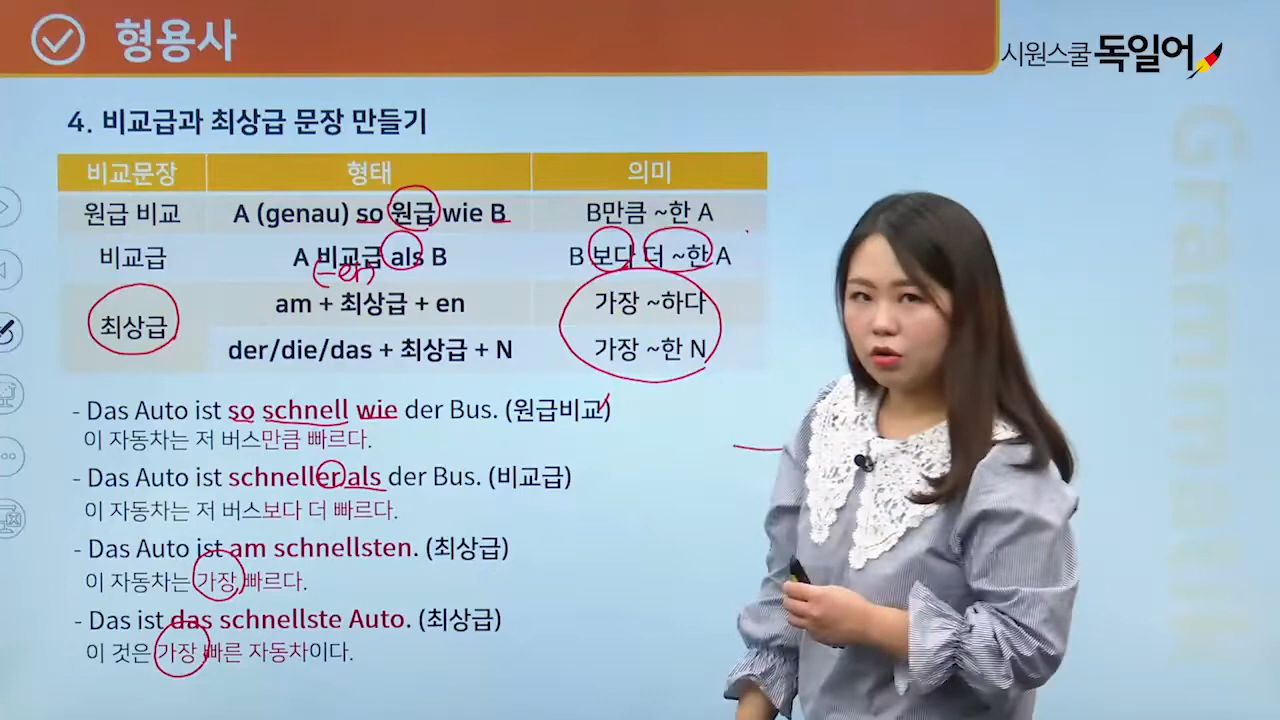 형용사
시원스쿨 독일어
4. 비교급과 최상급 문장 만들기
비교문장 형태 의미
원급 비교 A (genau) so 원급 wie B B만큼 ~한 A
비교급 A 비교급 als B B 보다 더 ~한 A
(-er)
최상급 am + 최상급 + en 가장 ~하다
der/die/das + 최상급 + N 가장 ~한 N
- Das Auto ist so schnell wie der Bus. (원급비교)
이 자동차는 저 버스만큼 빠르다.
- Das Auto ist schneller als der Bus. (비교급)
이 자동차는 저 버스보다 더 빠르다.
- Das Auto ist am schnellsten. (최상급)
이 자동차는 가장 빠르다.
- Das ist das schnellste Auto. (최상급)
이 것은 가장 빠른 자동차이다.
Grammatik